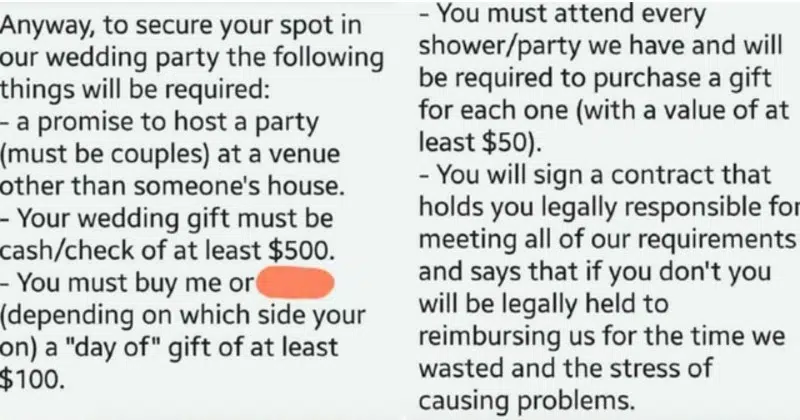 Anyway, to secure your spot in
our wedding party the following
things will be required:
- a promise to host a party
(must be couples) at a venue
other than someone's house.
- Your wedding gift must be
cash/check of at least $500.
- You must buy me or
(depending on which side your
on) a "day of" gift of at least
$100.
- You must attend every
shower/party we have and will
be required to purchase a gift
for each one (with a value of at
least $50).
- You will sign a contract that
holds you legally responsible for
meeting all of our requirements
and says that if you don't you
will be legally held to
reimbursing us for the time we
wasted and the stress of
causing problems.